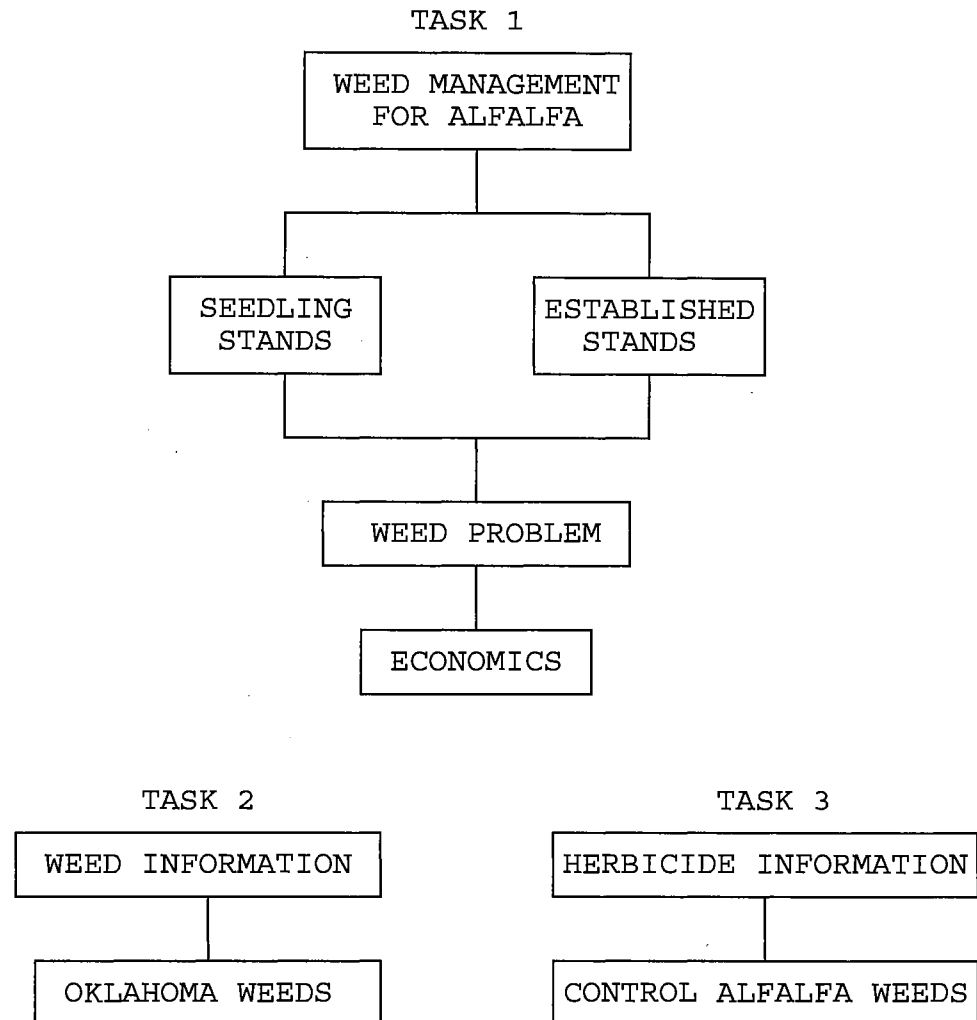 TASK 1
WEED MANAGEMENT
FOR ALFALFA
SEEDLING
STANDS
ESTABLISHED
STANDS
WEED PROBLEM
ECONOMICS
TASK 2
WEED INFORMATION
OKLAHOMA WEEDS
TASK 3
HERBICIDE INFORMATION
CONTROL ALFALFA WEEDS